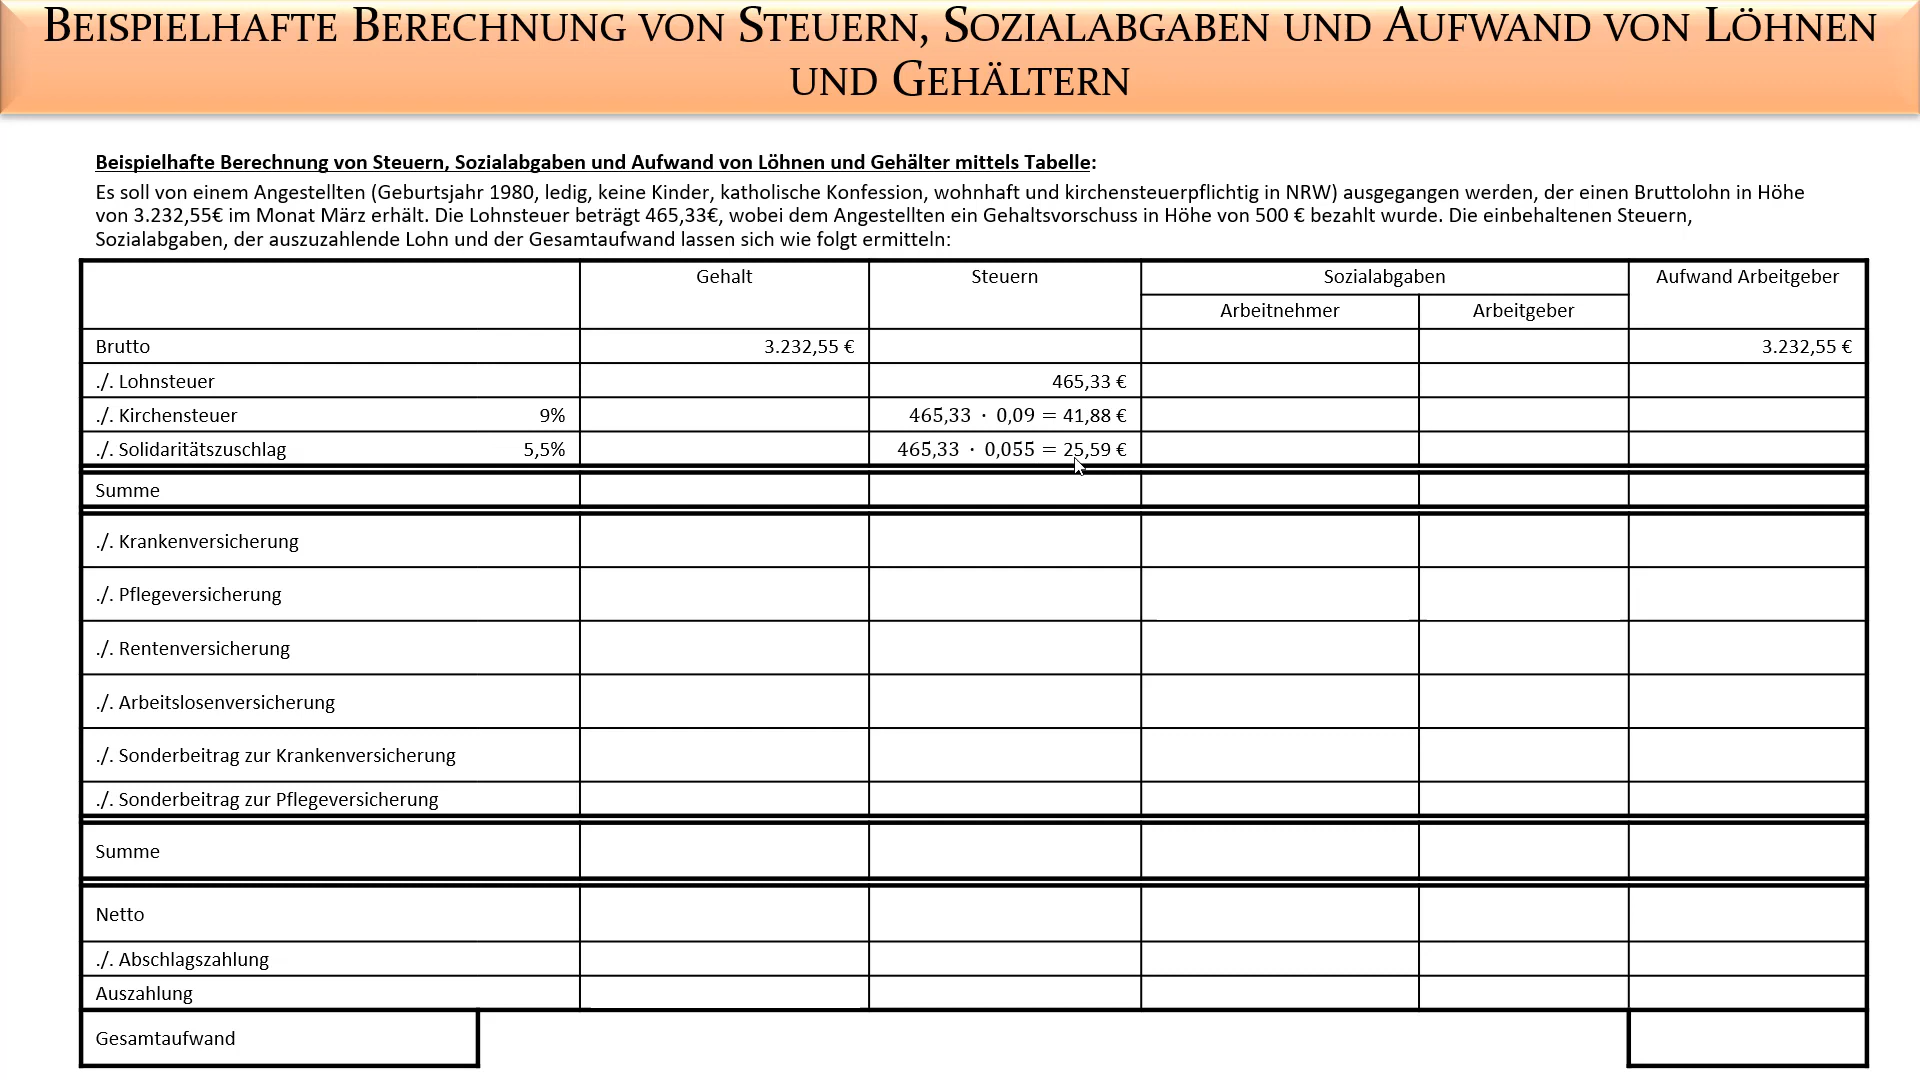 BEISPIELHAFTE BERECHNUNG VON STEUERN, SOZIALABGABEN UND AUFWAND VON LÖHNEN
UND GEHÄLTERN
Beispielhafte Berechnung von Steuern, Sozialabgaben und Aufwand von Löhnen und Gehälter mittels Tabelle:
Es soll von einem Angestellten (Geburtsjahr 1980, ledig, keine Kinder, katholische Konfession, wohnhaft und kirchensteuerpflichtig in NRW) ausgegangen werden, der einen Bruttolohn in Höhe
von 3.232,55€ im Monat März erhält. Die Lohnsteuer beträgt 465,33€, wobei dem Angestellten ein Gehaltsvorschuss in Höhe von 500 € bezahlt wurde. Die einbehaltenen Steuern,
Sozialabgaben, der auszuzahlende Lohn und der Gesamtaufwand lassen sich wie folgt ermitteln:
Gehalt Steuern Sozialabgaben Aufwand Arbeitgeber
Arbeitnehmer Arbeitgeber
Brutto 3.232,55 € 3.232,55 €
./. Lohnsteuer 465,33 €
./. Kirchensteuer 9% 465,33 · 0,09 = 41,88 €
./. Solidaritätszuschlag 5,5% 465,33 · 0,055 = 25,59 €
Summe
./. Krankenversicherung
./. Pflegeversicherung
./. Rentenversicherung
./. Arbeitslosenversicherung
./. Sonderbeitrag zur Krankenversicherung
./. Sonderbeitrag zur Pflegeversicherung
Summe
Netto
./. Abschlagszahlung
Auszahlung
Gesamtaufwand